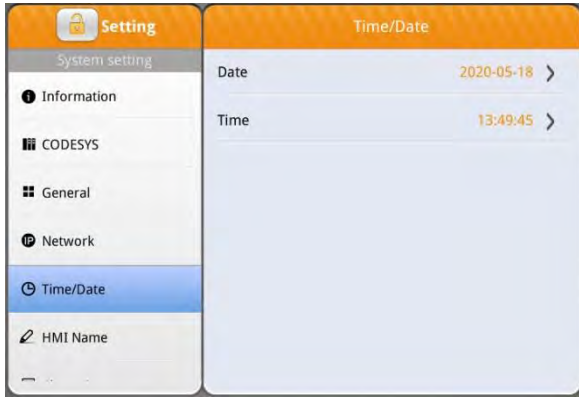 Setting
System setting
Information
CODESYS
General
IP Network
Time/Date
HMI Name
Time/Date
Date 2020-05-18
Time 13:49:45